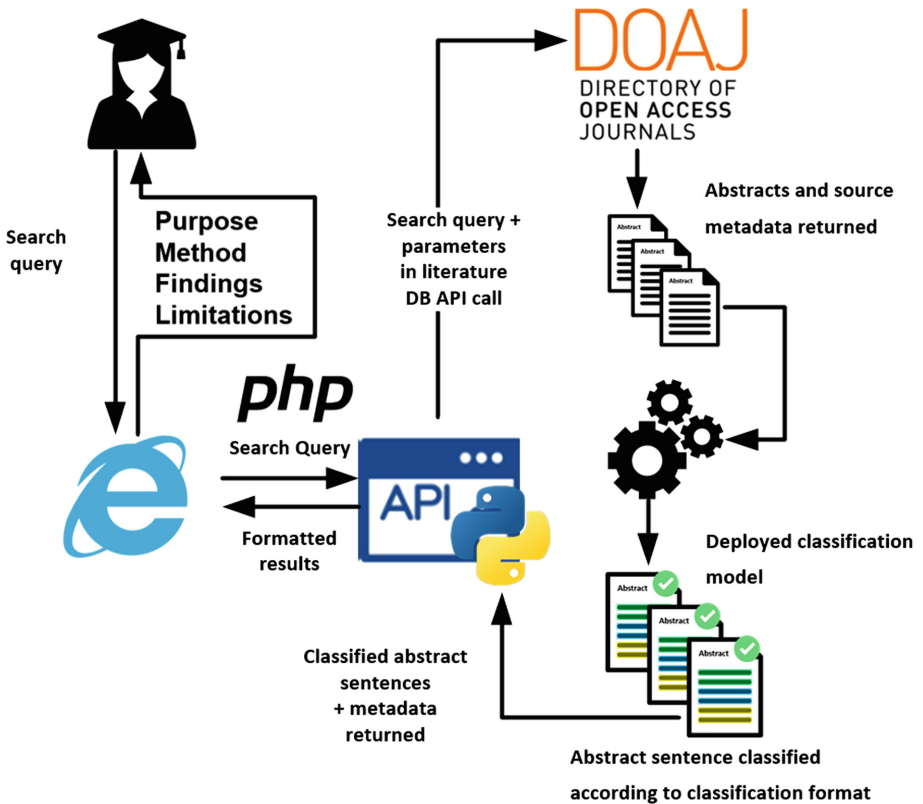 DOAJ
DIRECTORY OF
OPEN ACCESS
JOURNALS
Search
query
Purpose
Method
Findings
Limitations
Search query +
parameters
in literature
DB API call
Abstracts and source
metadata returned
Abstract
Abstract
Abstract
php
Search Query
API
Formatted
results
Deployed classification
model
Abstract
Abstract
Abstract
Classified abstract
sentences
+ metadata
returned
Abstract sentence classified
according to classification format